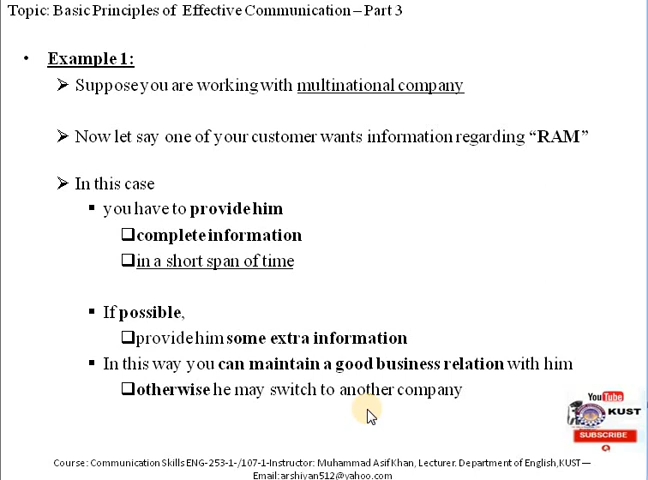 Topic: Basic Principles of Effective Communication – Part 3
• Example 1:
➢ Suppose you are working with multinational company
➢ Now let say one of your customer wants information regarding “RAM”
➢ In this case
▪ you have to provide him
❑complete information
❑in a short span of time
▪ If possible,
❑provide him some extra information
▪ In this way you can maintain a good business relation with him
❑otherwise he may switch to another company
YouTube
KUST
SUBSCRIBE
Course: Communication Skills ENG-253-1-/107-1-Instructor: Muhammad Asif Khan, Lecturer. Department of English,KUST—
Email:arshiyan512@yahoo.com